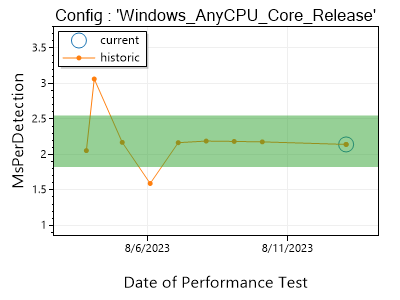 Config : 'Windows_AnyCPU_Core_Release'
current
historic
MsPerDetection
3.5
3
2.5
2
1.5
1
8/6/2023
8/11/2023
Date of Performance Test